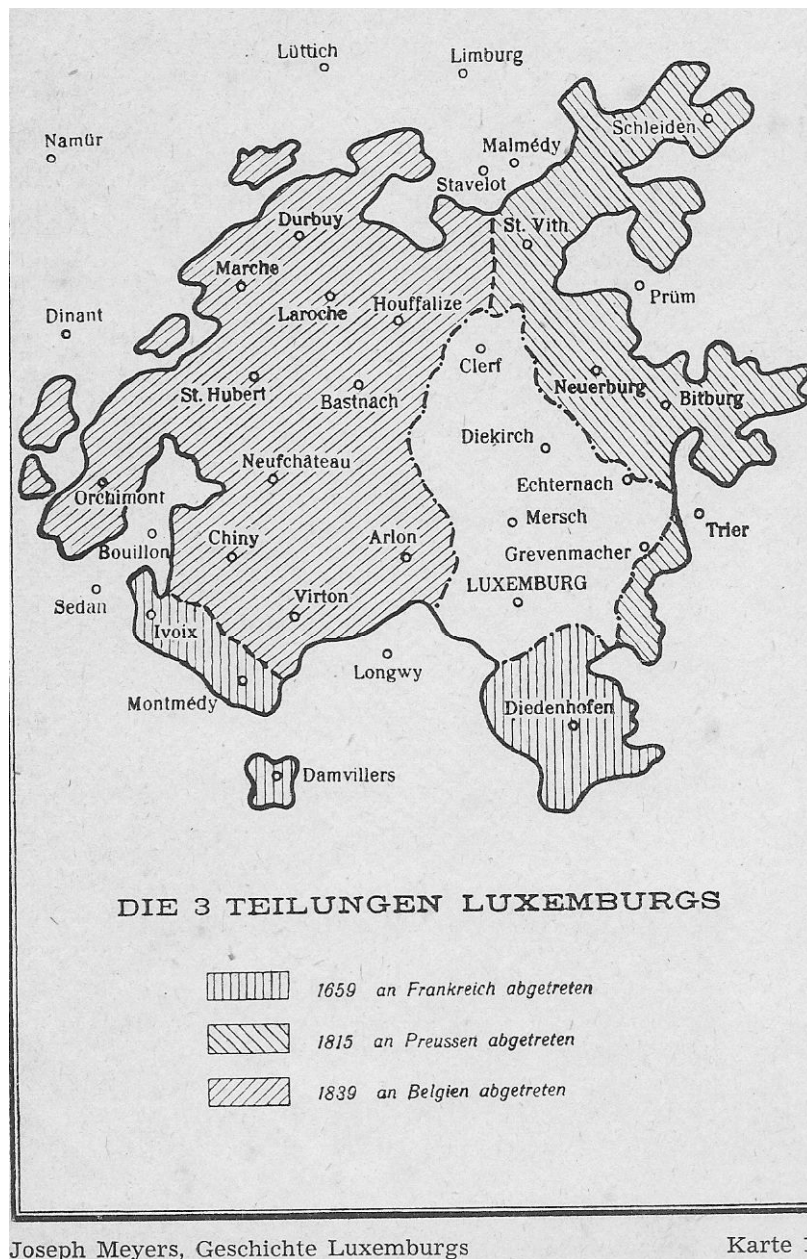 Lüttich
Limburg
Namür
Schleiden
Malmédy
Stavelot
Durbuy
St. Vith
Marche
Laroche
Houffalize
Prüm
Dinant
Clerf
St. Hubert
Bastnach
Neuerburg
Bitburg
Diekirch
Neufchâteau
Echternach
Orchimont
Mersch
Trier
Bouillon
Chiny
Arlon
Grevenmacher
LUXEMBURG
Sedan
Virton
Ivoix
Longwy
Montmédy
Diedenhofen
Damvillers
DIE 3 TEILUNGEN LUXEMBURGS
1659 an Frankreich abgetreten
1815 an Preussen abgetreten
1839 an Belgien abgetreten
Joseph Meyers, Geschichte Luxemburgs
Karte